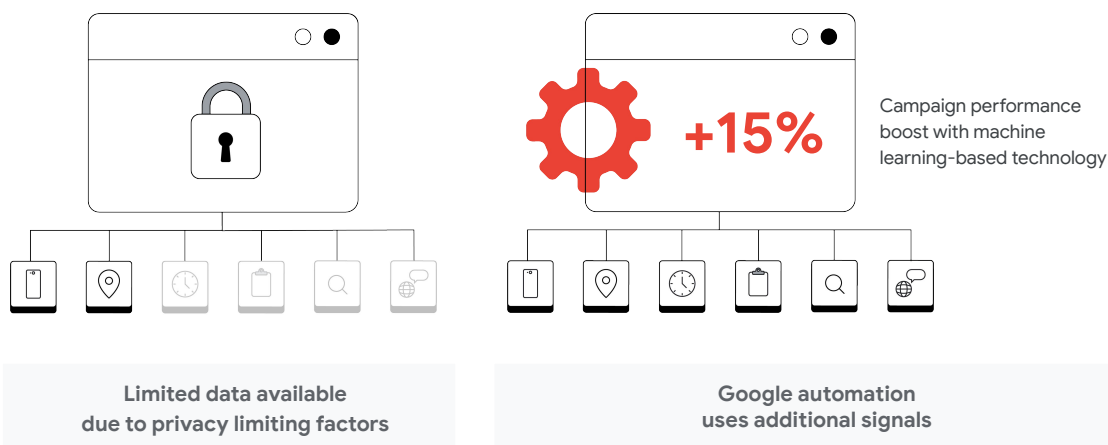 +15%
Campaign performance
boost with machine
learning-based technology
Limited data available
due to privacy limiting factors
Google automation
uses additional signals